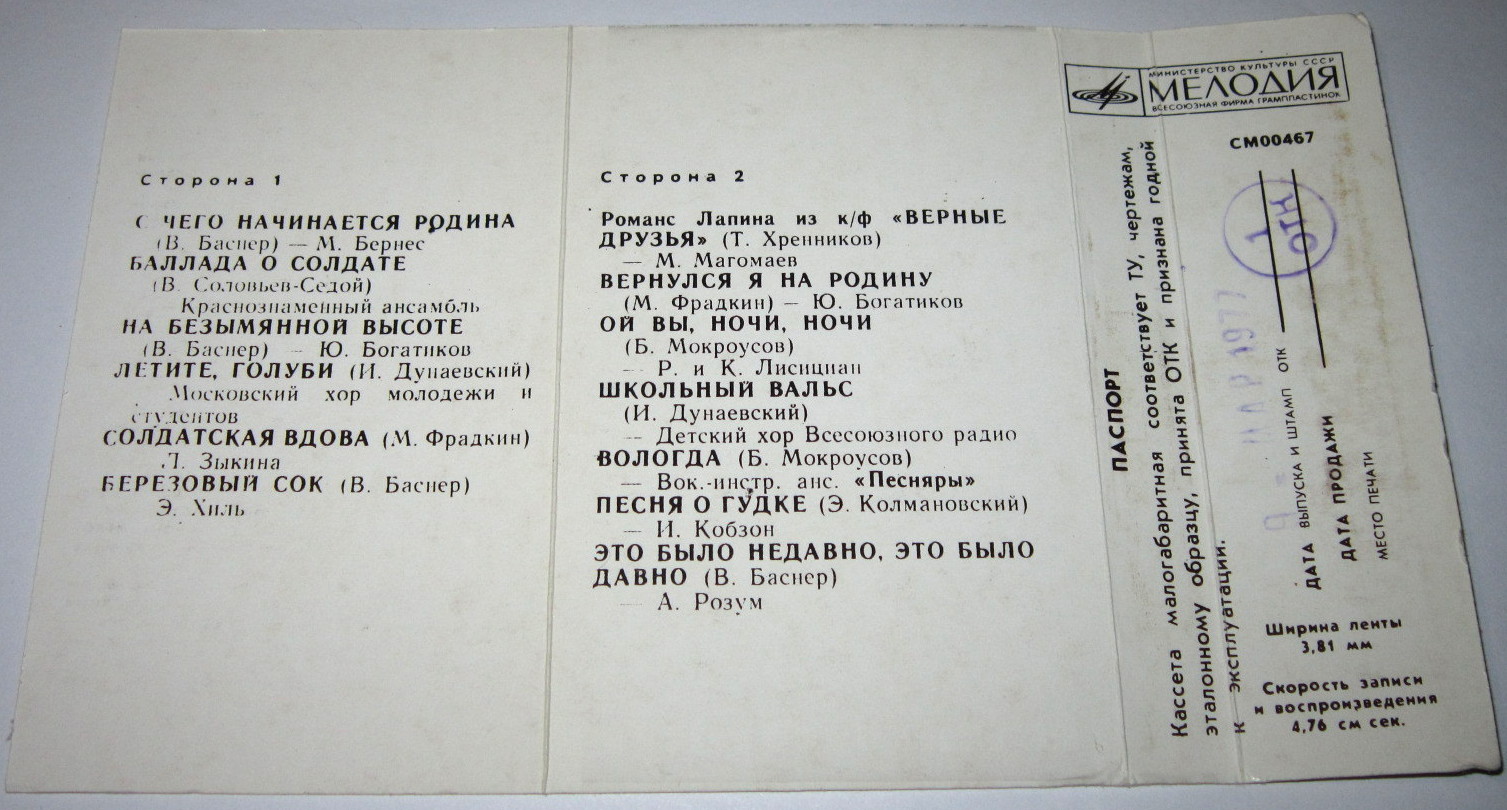 Сторона 1
С ЧЕГО НАЧИНАЕТСЯ РОДИНА
(В. Баснер) — М. Бернес
БАЛЛАДА О СОЛДАТЕ
(В. Соловьев-Седой)
Краснознаменный ансамбль
НА БЕЗЫМЯННОЙ ВЫСОТЕ
(В. Баснер) — Ю. Богатиков
ЛЕТИТЕ, ГОЛУБИ (И. Дунаевский)
Московский хор молодежи и
студентов
СОЛДАТСКАЯ ВДОВА (М. Фрадкин)
Л. Зыкина
БЕРЕЗОВЫЙ СОК (В. Баснер)
Э. Хиль
Сторона 2
Романс Лапина из к/ф «ВЕРНЫЕ
ДРУЗЬЯ» (Т. Хренников)
— М. Магомаев
ВЕРНУЛСЯ Я НА РОДИНУ
(М. Фрадкин) — Ю. Богатиков
ОЙ ВЫ, НОЧИ, НОЧИ
(Б. Мокроусов)
— Р. и К. Лисициан
ШКОЛЬНЫЙ ВАЛЬС
(И. Дунаевский)
— Детский хор Всесоюзного радио
ВОЛОГДА (Б. Мокроусов)
— Вок.-инстр. анс. «Песняры»
ПЕСНЯ О ГУДКЕ (Э. Колмановский)
— И. Кобзон
ЭТО БЫЛО НЕДАВНО, ЭТО БЫЛО
ДАВНО (В. Баснер)
— А. Розум
МИНИСТЕРСТВО КУЛЬТУРЫ СССР
МЕЛОДИЯ
ВСЕСОЮЗНАЯ ФИРМА ГРАМПЛАСТИНОК
СМ00467
ПАСПОРТ
Кассета малогабаритная соответствует ТУ, чертежам,
эталонному образцу, принята ОТК и признана годной
к эксплуатации.
9 - МАР 1977
1
ОТК
ДАТА ВЫПУСКА И ШТАМП ОТК
ДАТА ПРОДАЖИ
МЕСТО ПЕЧАТИ
Ширина ленты
3,81 мм
Скорость записи
и воспроизведения
4,76 см сек.